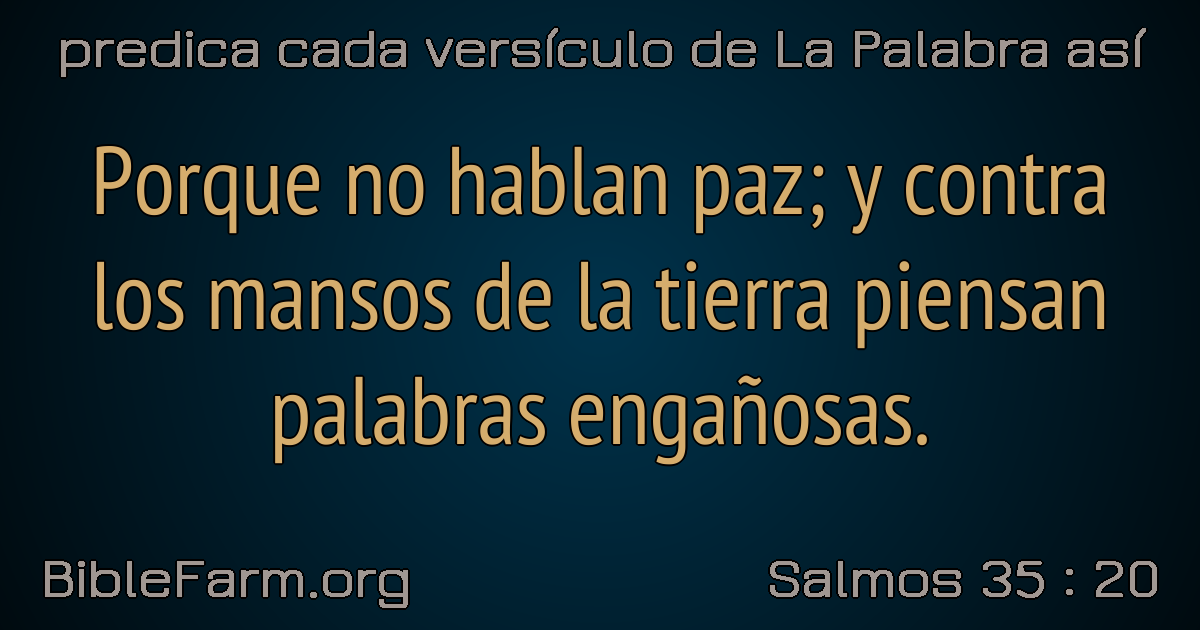 predica cada versículo de La Palabra así
Porque no hablan paz; y contra
los mansos de la tierra piensan
palabras engañosas.
BibleFarm.org
Salmos 35 : 20